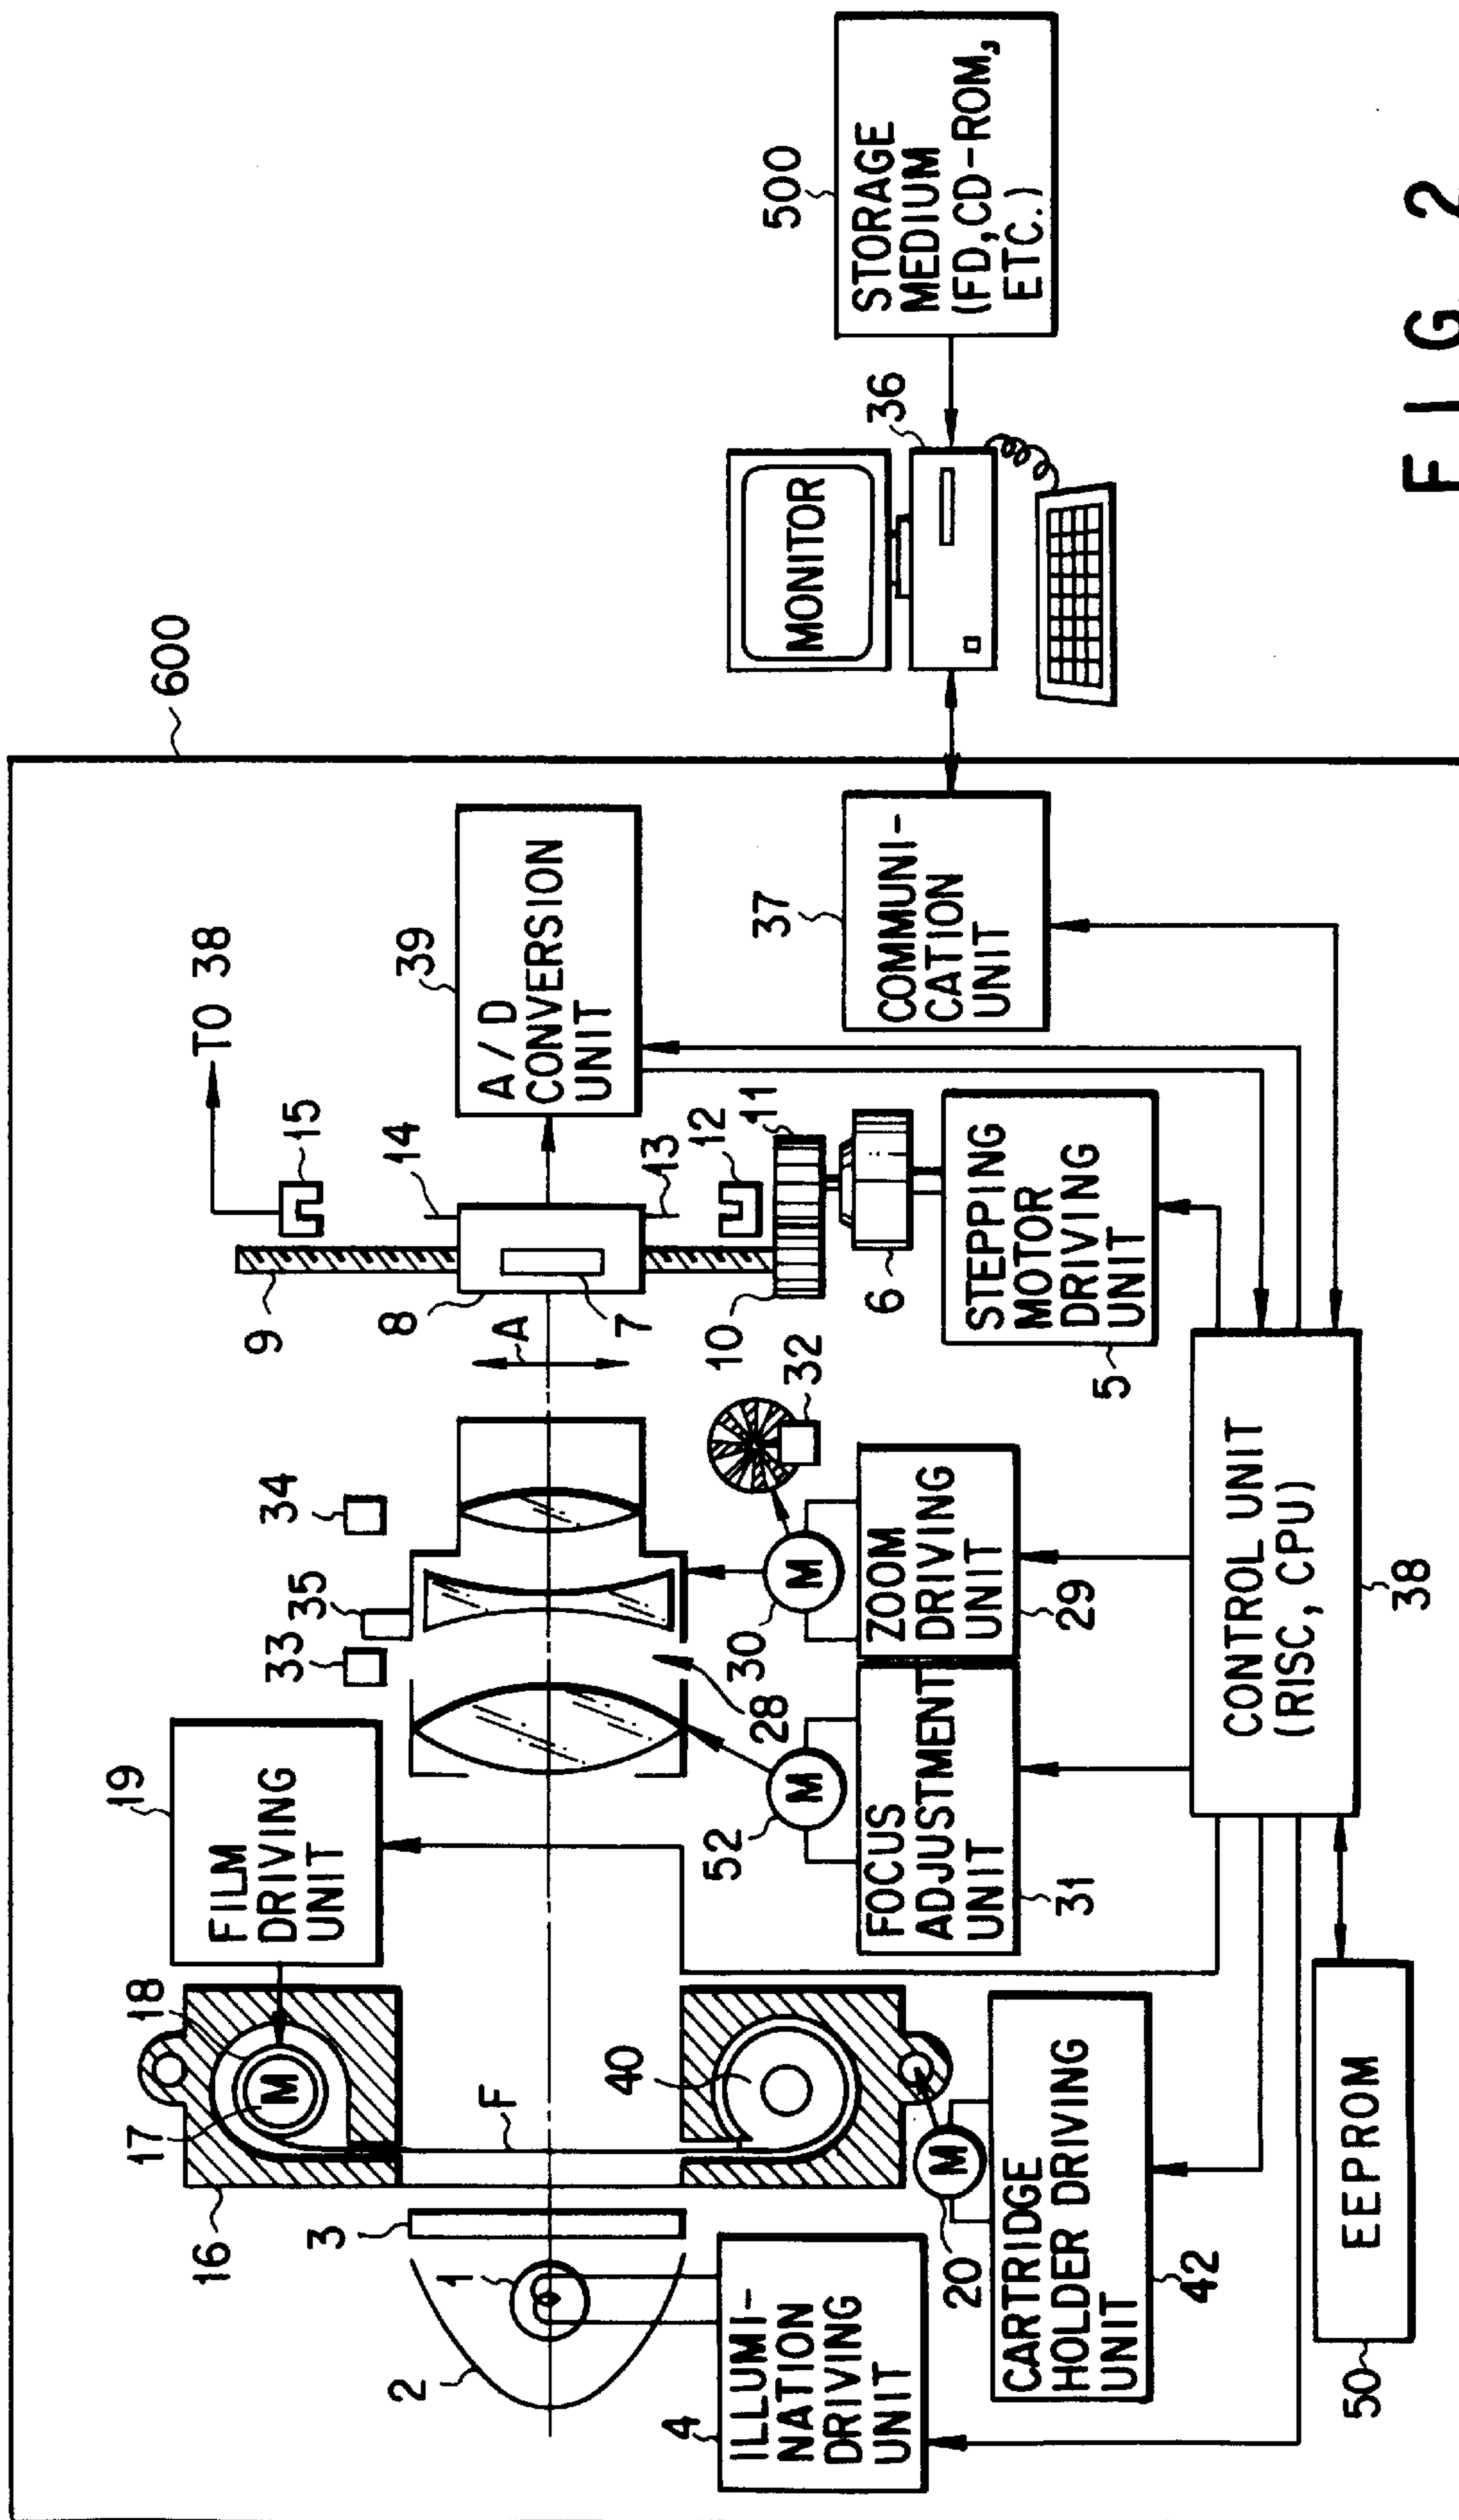 600
19
FILM
DRIVING
UNIT
18
17
16
3
2
1
F
40
33
35
34
28
A
9
8
7
14
13
15
TO 38
39
A/D
CONVERSION
UNIT
10
12
11
6
32
30
52
4
ILLUMI-
NATION
DRIVING
UNIT
20
CARTRIDGE
HOLDER DRIVING
UNIT
42
FOCUS
ADJUSTMENT
UNIT
31
ZOOM
DRIVING
UNIT
29
STEPPING
MOTOR
DRIVING
UNIT
5
37
COMMUNI-
CATION
UNIT
M
M
M
M
50
EEPROM
CONTROL UNIT
(RISC, CPU)
38
MONITOR
36
500
STORAGE
MEDIUM
(FD,CD-ROM,
ETC.)
FIG. 2